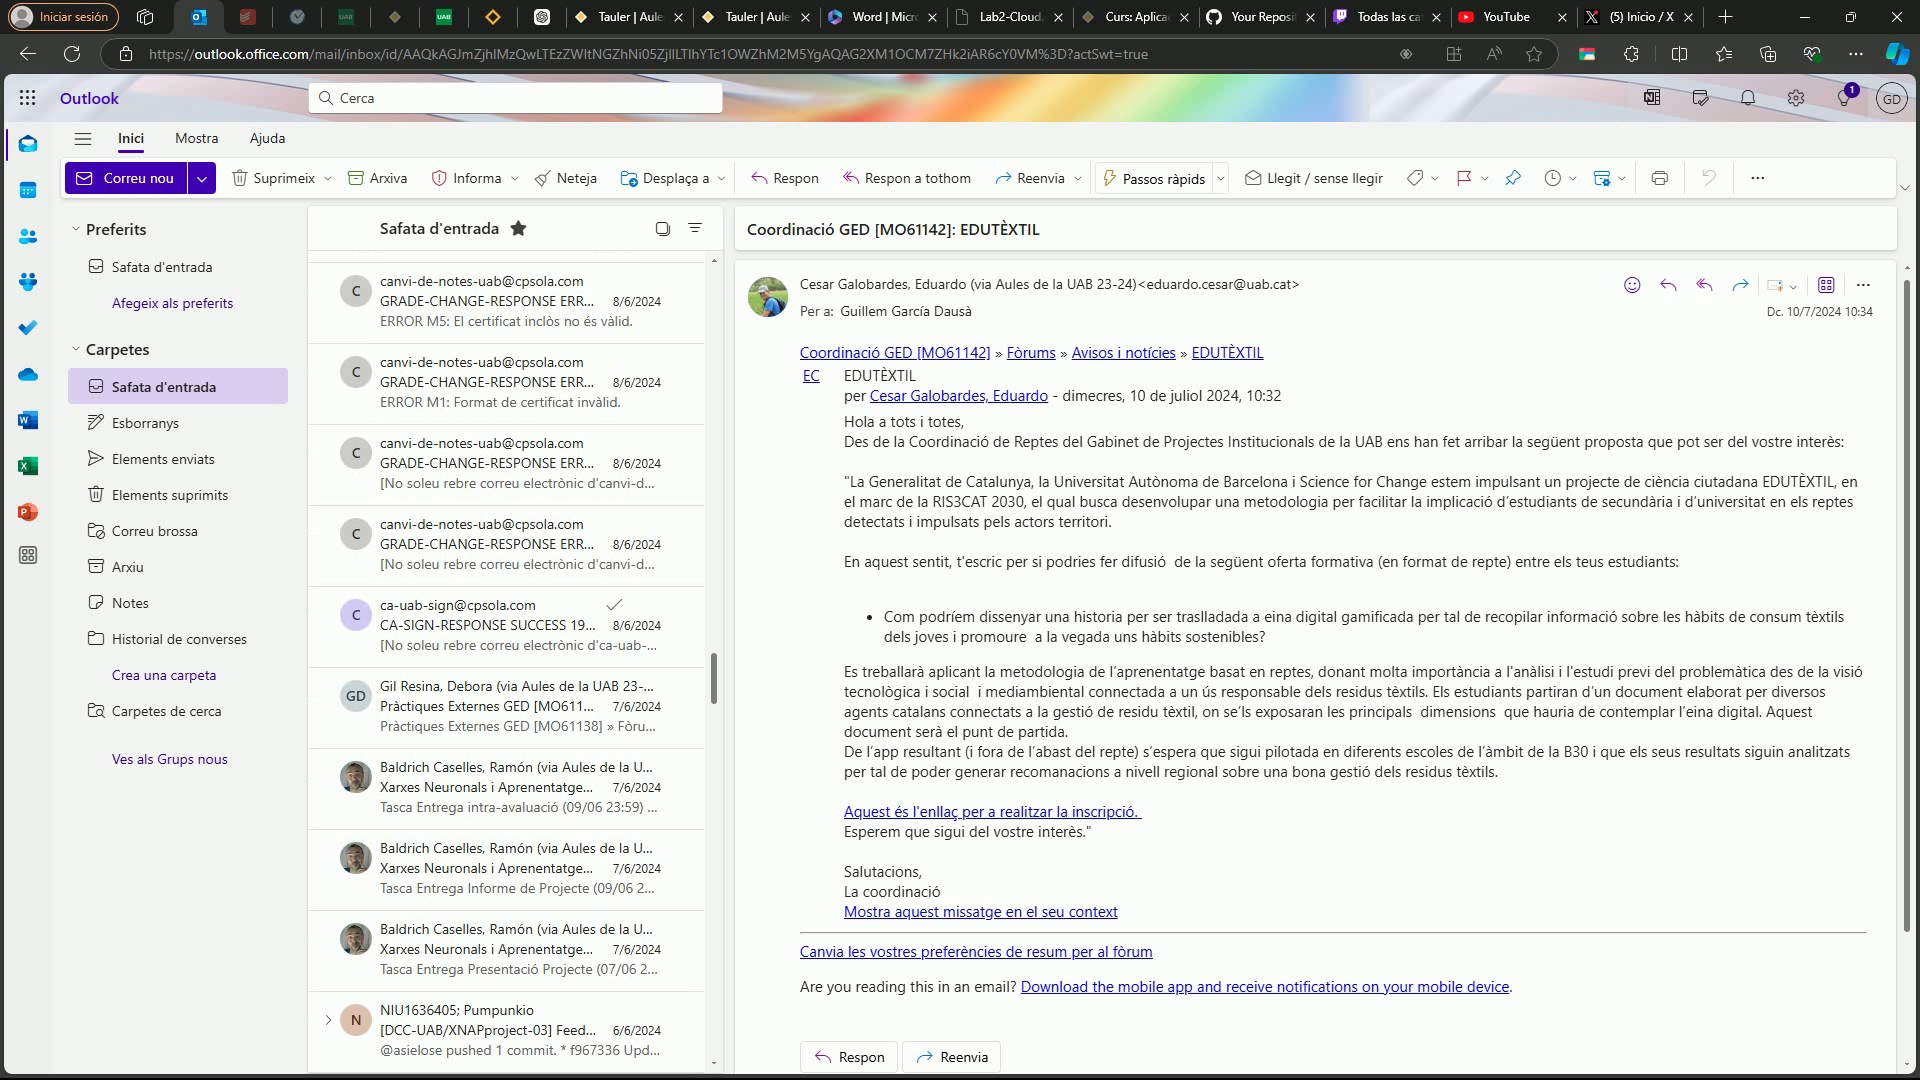 Iniciar sesión
Tauler | Aule
Tauler | Aule
Word | Micr
Lab2-Cloud
Curs: Aplica
Your Reposi
Todas las ca
YouTube
(5) Inicio / X
https://outlook.office.com/mail/inbox/id/AAQkAGJmZjhlMzQwLTEzZWItNGZhNi05ZjllLTlhYTc1OWZhM2M5YgAQAG2XM1OCM7ZHk2iAR6cY0VM%3D?actSwt=true
Outlook
Cerca
1
GD
Inici
Mostra
Ajuda
Correu nou
Suprimeix
Arxiva
Informa
Neteja
Desplaça a
Respon
Respon a tothom
Reenvia
Passos ràpids
Llegit / sense llegir
Preferits
Safata d'entrada
Afegeix als preferits
Carpetes
Safata d'entrada
Esborranys
Elements enviats
Elements suprimits
Correu brossa
Arxiu
Notes
Historial de converses
Crea una carpeta
Carpetes de cerca
Ves als Grups nous
Safata d'entrada
C
canvi-de-notes-uab@cpsola.com
GRADE-CHANGE-RESPONSE ERR... 8/6/2024
ERROR M5: El certificat inclòs no és vàlid.
C
canvi-de-notes-uab@cpsola.com
GRADE-CHANGE-RESPONSE ERR... 8/6/2024
ERROR M1: Format de certificat invàlid.
C
canvi-de-notes-uab@cpsola.com
GRADE-CHANGE-RESPONSE ERR... 8/6/2024
[No soleu rebre correu electrònic d'canvi-d...
C
canvi-de-notes-uab@cpsola.com
GRADE-CHANGE-RESPONSE ERR... 8/6/2024
[No soleu rebre correu electrònic d'canvi-d...
C
ca-uab-sign@cpsola.com
CA-SIGN-RESPONSE SUCCESS 19... 8/6/2024
[No soleu rebre correu electrònic d'ca-uab-...
GD
Gil Resina, Debora (via Aules de la UAB 23-...
Pràctiques Externes GED [MO611... 7/6/2024
Pràctiques Externes GED [MO61138] » Fòru...
Baldrich Caselles, Ramón (via Aules de la U...
Xarxes Neuronals i Aprenentatge... 7/6/2024
Tasca Entrega intra-avaluació (09/06 23:59) ...
Baldrich Caselles, Ramón (via Aules de la U...
Xarxes Neuronals i Aprenentatge... 7/6/2024
Tasca Entrega Informe de Projecte (09/06 2...
Baldrich Caselles, Ramón (via Aules de la U...
Xarxes Neuronals i Aprenentatge... 7/6/2024
Tasca Entrega Presentació Projecte (07/06 2...
N
NIU1636405; Pumpunkio
[DCC-UAB/XNAPproject-03] Feed... 6/6/2024
@asielose pushed 1 commit. * f967336 Upd...
Coordinació GED [MO61142]: EDUTÈXTIL
Cesar Galobardes, Eduardo (via Aules de la UAB 23-24)<eduardo.cesar@uab.cat>
Per a: Guillem García Dausà
Dc. 10/7/2024 10:34
Coordinació GED [MO61142] » Fòrums » Avisos i notícies » EDUTÈXTIL
EC EDUTÈXTIL
per Cesar Galobardes, Eduardo - dimecres, 10 de juliol 2024, 10:32
Hola a tots i totes,
Des de la Coordinació de Reptes del Gabinet de Projectes Institucionals de la UAB ens han fet arribar la següent proposta que pot ser del vostre interès:
"La Generalitat de Catalunya, la Universitat Autònoma de Barcelona i Science for Change estem impulsant un projecte de ciència ciutadana EDUTÈXTIL, en
el marc de la RIS3CAT 2030, el qual busca desenvolupar una metodologia per facilitar la implicació d'estudiants de secundària i d'universitat en els reptes
detectats i impulsats pels actors territori.
En aquest sentit, t'escric per si podries fer difusió de la següent oferta formativa (en format de repte) entre els teus estudiants:
• Com podríem dissenyar una historia per ser traslladada a eina digital gamificada per tal de recopilar informació sobre les hàbits de consum tèxtils
dels joves i promoure a la vegada uns hàbits sostenibles?
Es treballarà aplicant la metodologia de l'aprenentatge basat en reptes, donant molta importància a l'anàlisi i l'estudi previ del problemàtica des de la visió
tecnològica i social i mediambiental connectada a un ús responsable dels residus tèxtils. Els estudiants partiran d'un document elaborat per diversos
agents catalans connectats a la gestió de residu tèxtil, on se'ls exposaran les principals dimensions que hauria de contemplar l'eina digital. Aquest
document serà el punt de partida.
De l'app resultant (i fora de l'abast del repte) s'espera que sigui pilotada en diferents escoles de l'àmbit de la B30 i que els seus resultats siguin analitzats
per tal de poder generar recomanacions a nivell regional sobre una bona gestió dels residus tèxtils.
Aquest és l'enllaç per a realitzar la inscripció.
Esperem que sigui del vostre interès."
Salutacions,
La coordinació
Mostra aquest missatge en el seu context
Canvia les vostres preferències de resum per al fòrum
Are you reading this in an email? Download the mobile app and receive notifications on your mobile device.
Respon
Reenvia